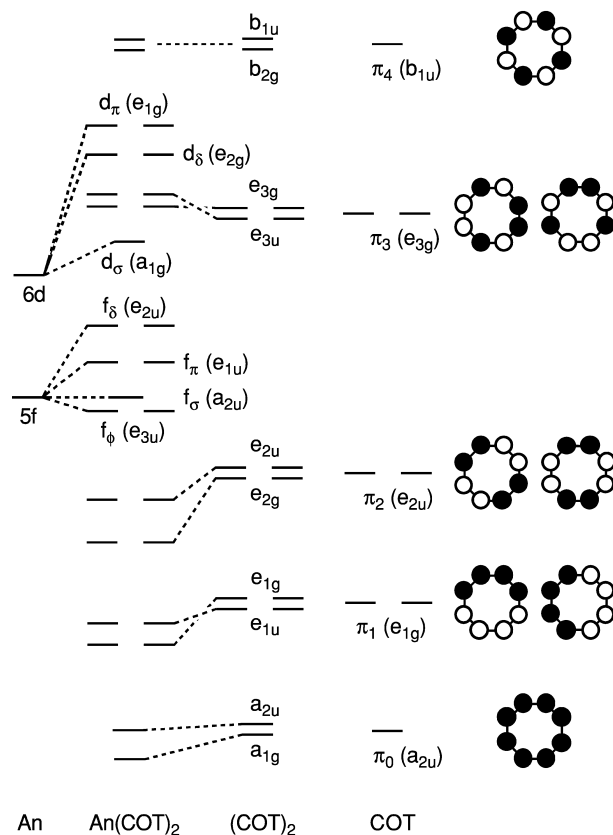 b₁ᵤ
b₂g
π₄ (b₁ᵤ)
dπ (e₁g)
dδ (e₂g)
e₃g
e₃ᵤ
π₃ (e₃g)
dσ (a₁g)
6d
fδ (e₂ᵤ)
fπ (e₁ᵤ)
fσ (a₂ᵤ)
5f
fϕ (e₃ᵤ)
e₂ᵤ
e₂g
π₂ (e₂ᵤ)
e₁g
e₁ᵤ
π₁ (e₁g)
a₂ᵤ
a₁g
π₀ (a₂ᵤ)
An An(COT)₂ (COT)₂ COT